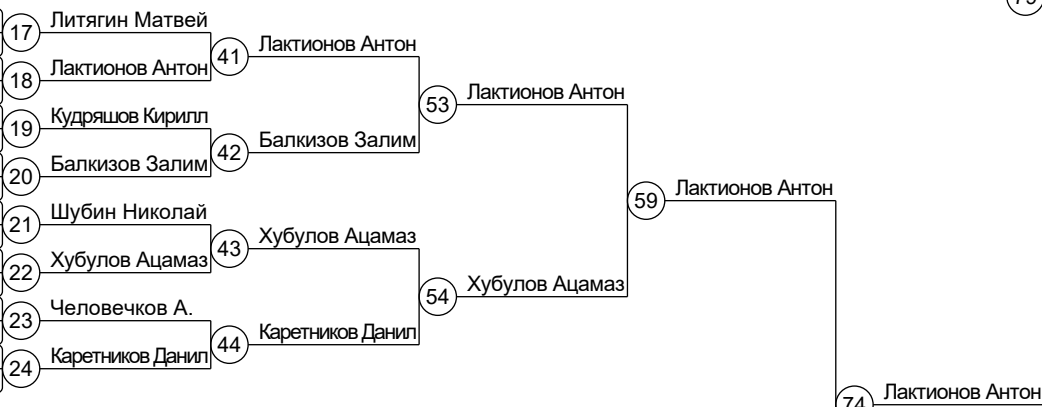 17 Литягин Матвей
41 Лактионов Антон
18 Лактионов Антон
53 Лактионов Антон
19 Кудряшов Кирилл
42 Балкизов Залим
20 Балкизов Залим
59 Лактионов Антон
21 Шубин Николай
43 Хубулов Ацамаз
22 Хубулов Ацамаз
54 Хубулов Ацамаз
23 Человечков А.
44 Каретников Данил
24 Каретников Данил
74 Лактионов Антон